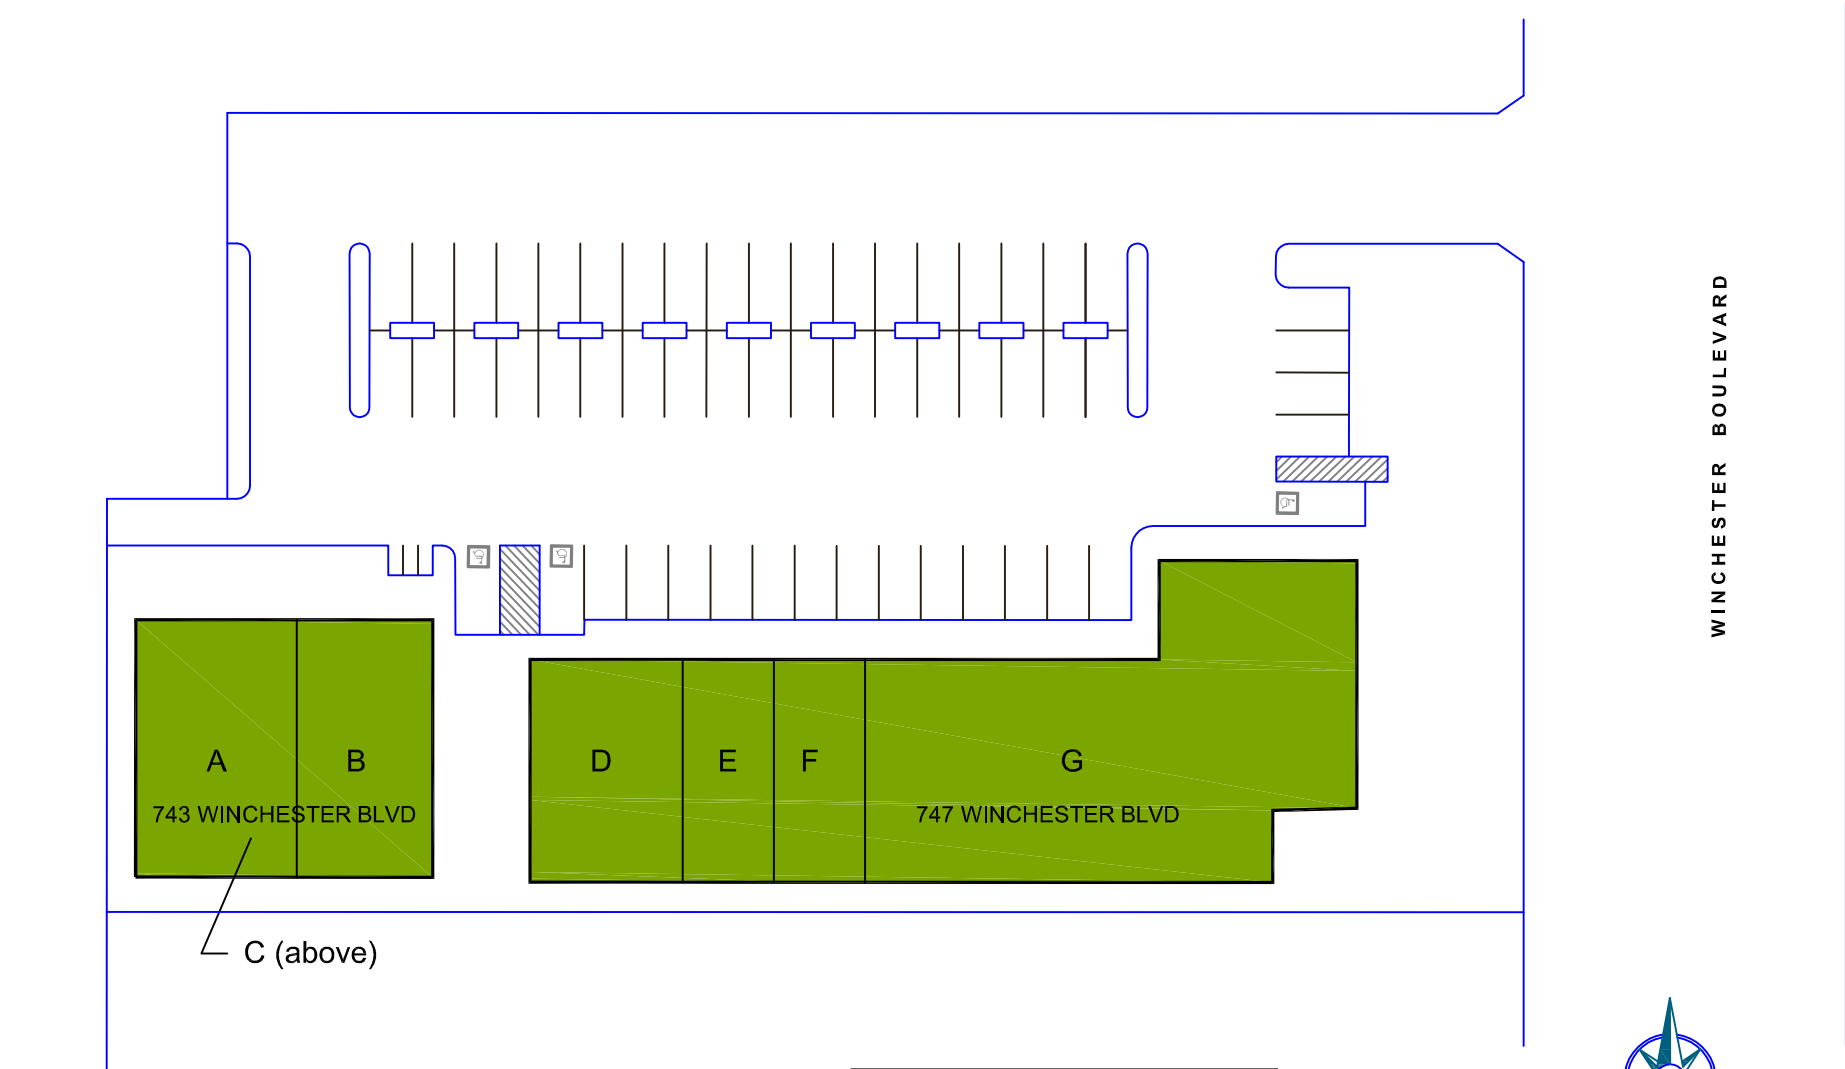 WINCHESTER BOULEVARD
A
B
D
E
F
G
743 WINCHESTER BLVD
747 WINCHESTER BLVD
C (above)